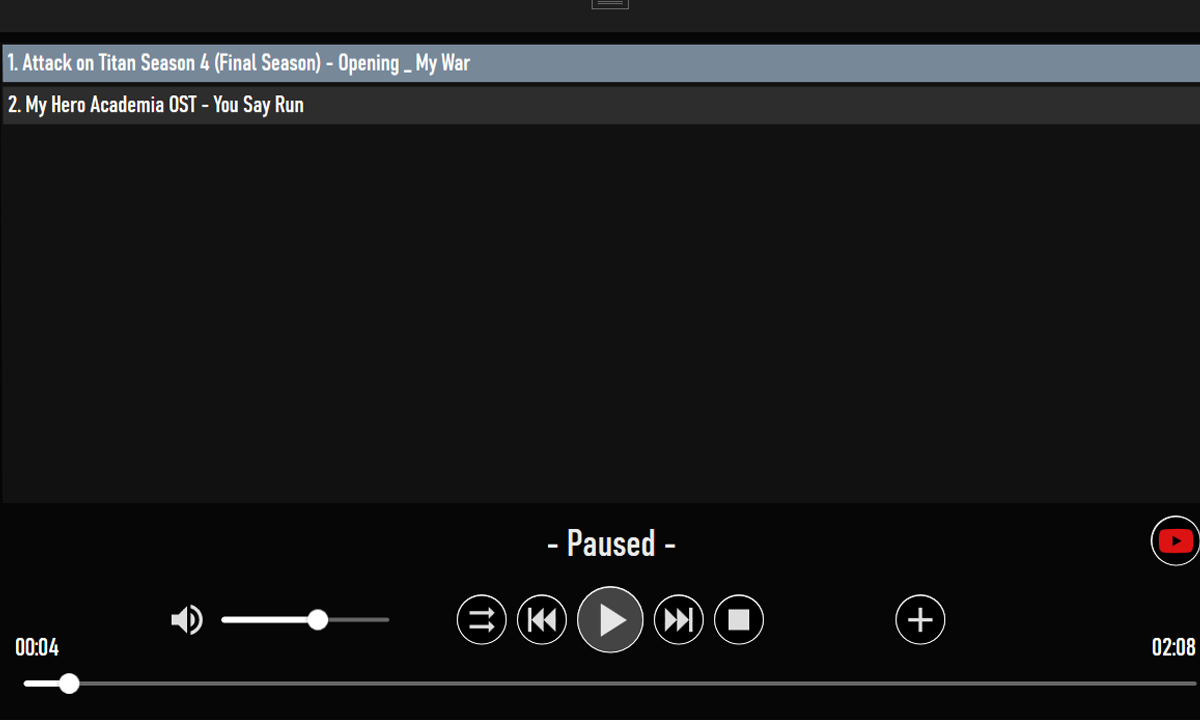 1. Attack on Titan Season 4 (Final Season) - Opening _ My War
2. My Hero Academia OST - You Say Run
- Paused -
00:04
02:08